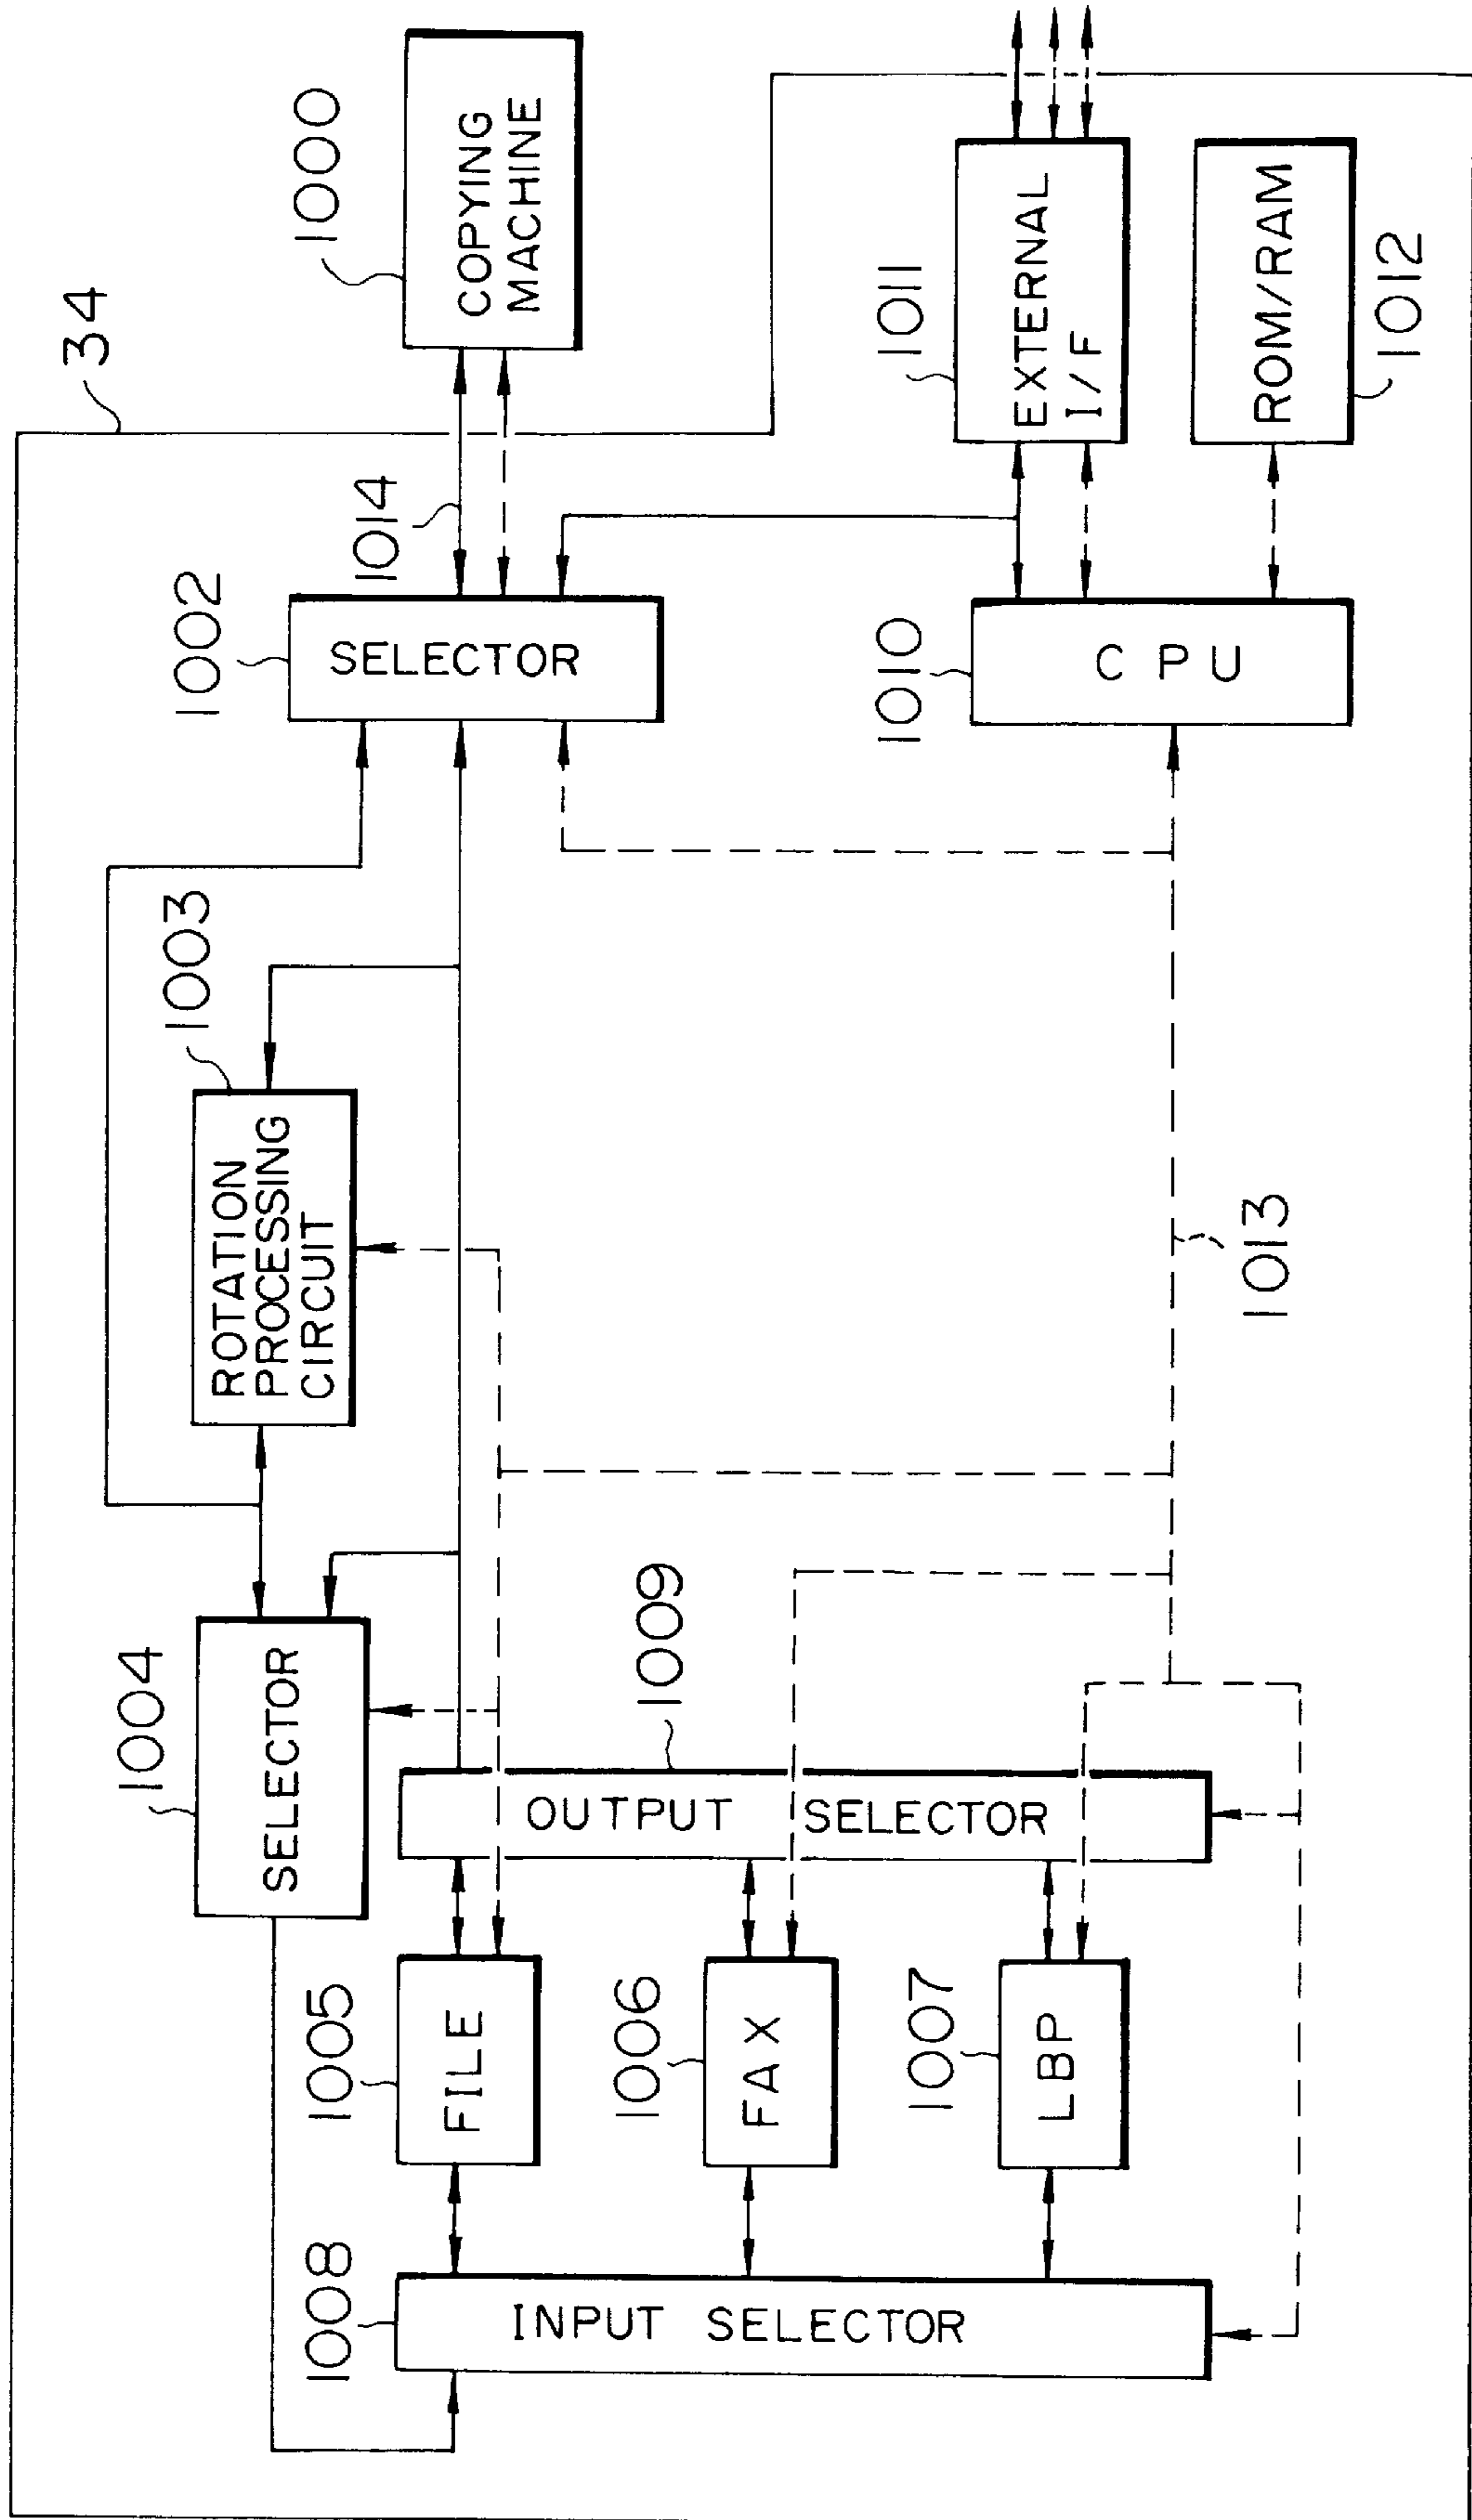 34
1000
COPYING
MACHINE
1014
1002
SELECTOR
1011
EXTERNAL
I/F
ROM/RAM
1012
1010
CPU
1003
ROTATION
PROCESSING
CIRCUIT
1013
1004
SELECTOR
1009
OUTPUT SELECTOR
1005
FILE
1006
FAX
1007
LBP
1008
INPUT SELECTOR